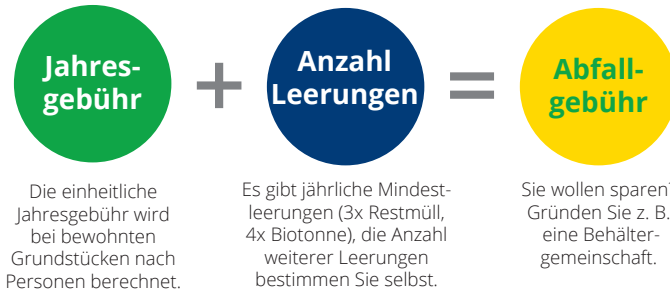 Jahres-
gebühr
+
Anzahl
Leerungen
=
Abfall-
gebühr
Die einheitliche
Jahresgebühr wird
bei bewohnten
Grundstücken nach
Personen berechnet.
Es gibt jährliche Mindest-
leerungen (3x Restmüll,
4x Biotonne), die Anzahl
weiterer Leerungen
bestimmen Sie selbst.
Sie wollen sparen?
Gründen Sie z. B.
eine Behälter-
gemeinschaft.